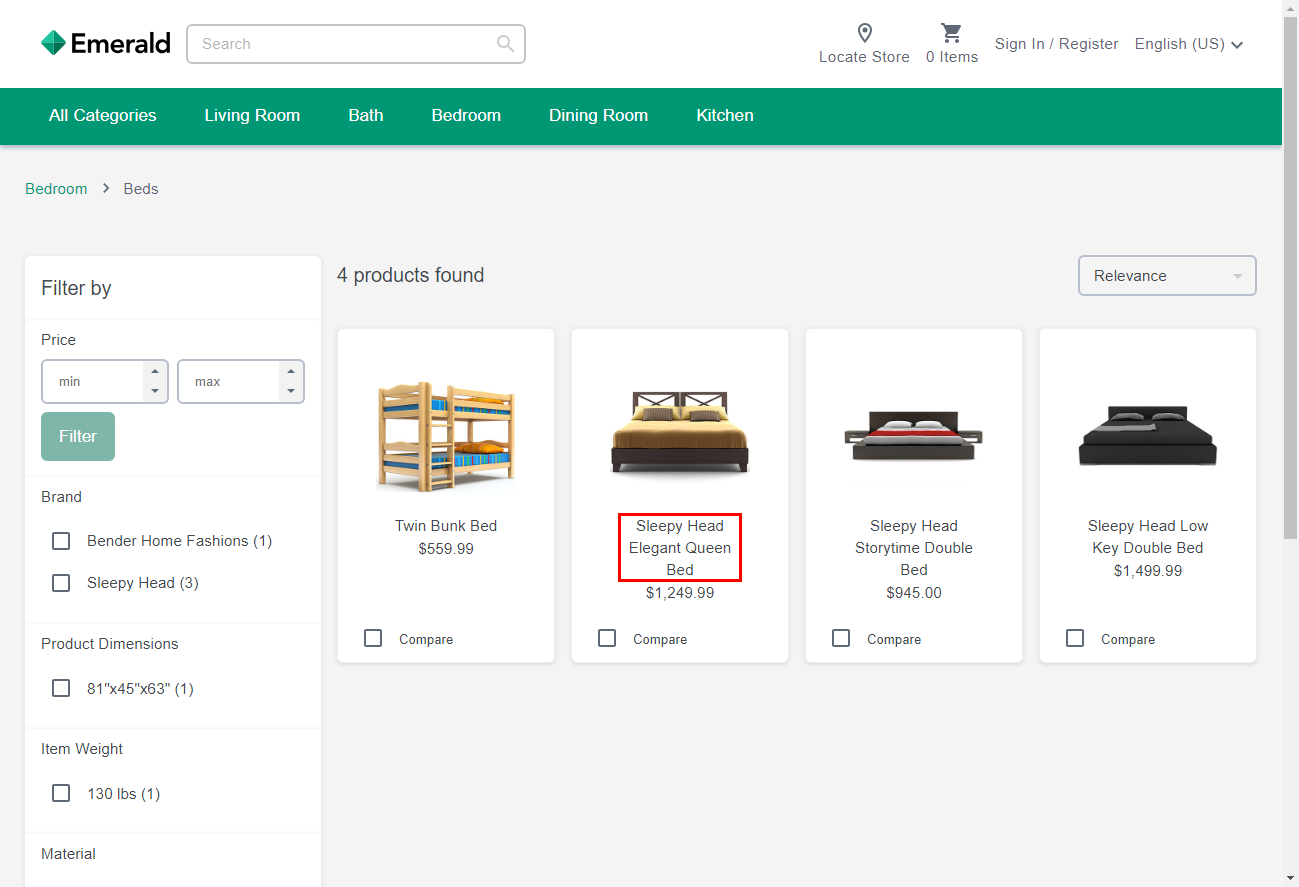 Emerald
Search
Locate Store
0 Items
Sign In / Register
English (US)
All Categories
Living Room
Bath
Bedroom
Dining Room
Kitchen
Bedroom
Beds
Filter by
Price
min
max
Filter
Brand
Bender Home Fashions (1)
Sleepy Head (3)
Product Dimensions
81"x45"x63" (1)
Item Weight
130 lbs (1)
Material
4 products found
Relevance
Twin Bunk Bed
$559.99
Compare
Sleepy Head
Elegant Queen
Bed
$1,249.99
Compare
Sleepy Head
Storytime Double
Bed
$945.00
Compare
Sleepy Head Low
Key Double Bed
$1,499.99
Compare